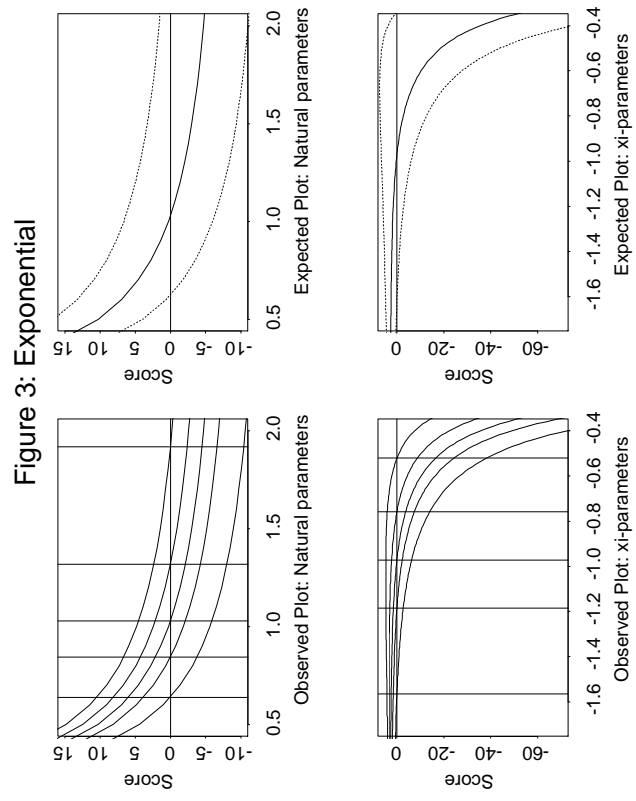 Figure 3: Exponential
Score
15 10 5 0 -5 -10
0.5 1.0 1.5 2.0
Observed Plot: Natural parameters
Score
15 10 5 0 -5 -10
0.5 1.0 1.5 2.0
Expected Plot: Natural parameters
Score
0 -20 -40 -60
-1.6 -1.4 -1.2 -1.0 -0.8 -0.6 -0.4
Observed Plot: xi-parameters
Score
0 -20 -40 -60
-1.6 -1.4 -1.2 -1.0 -0.8 -0.6 -0.4
Expected Plot: xi-parameters